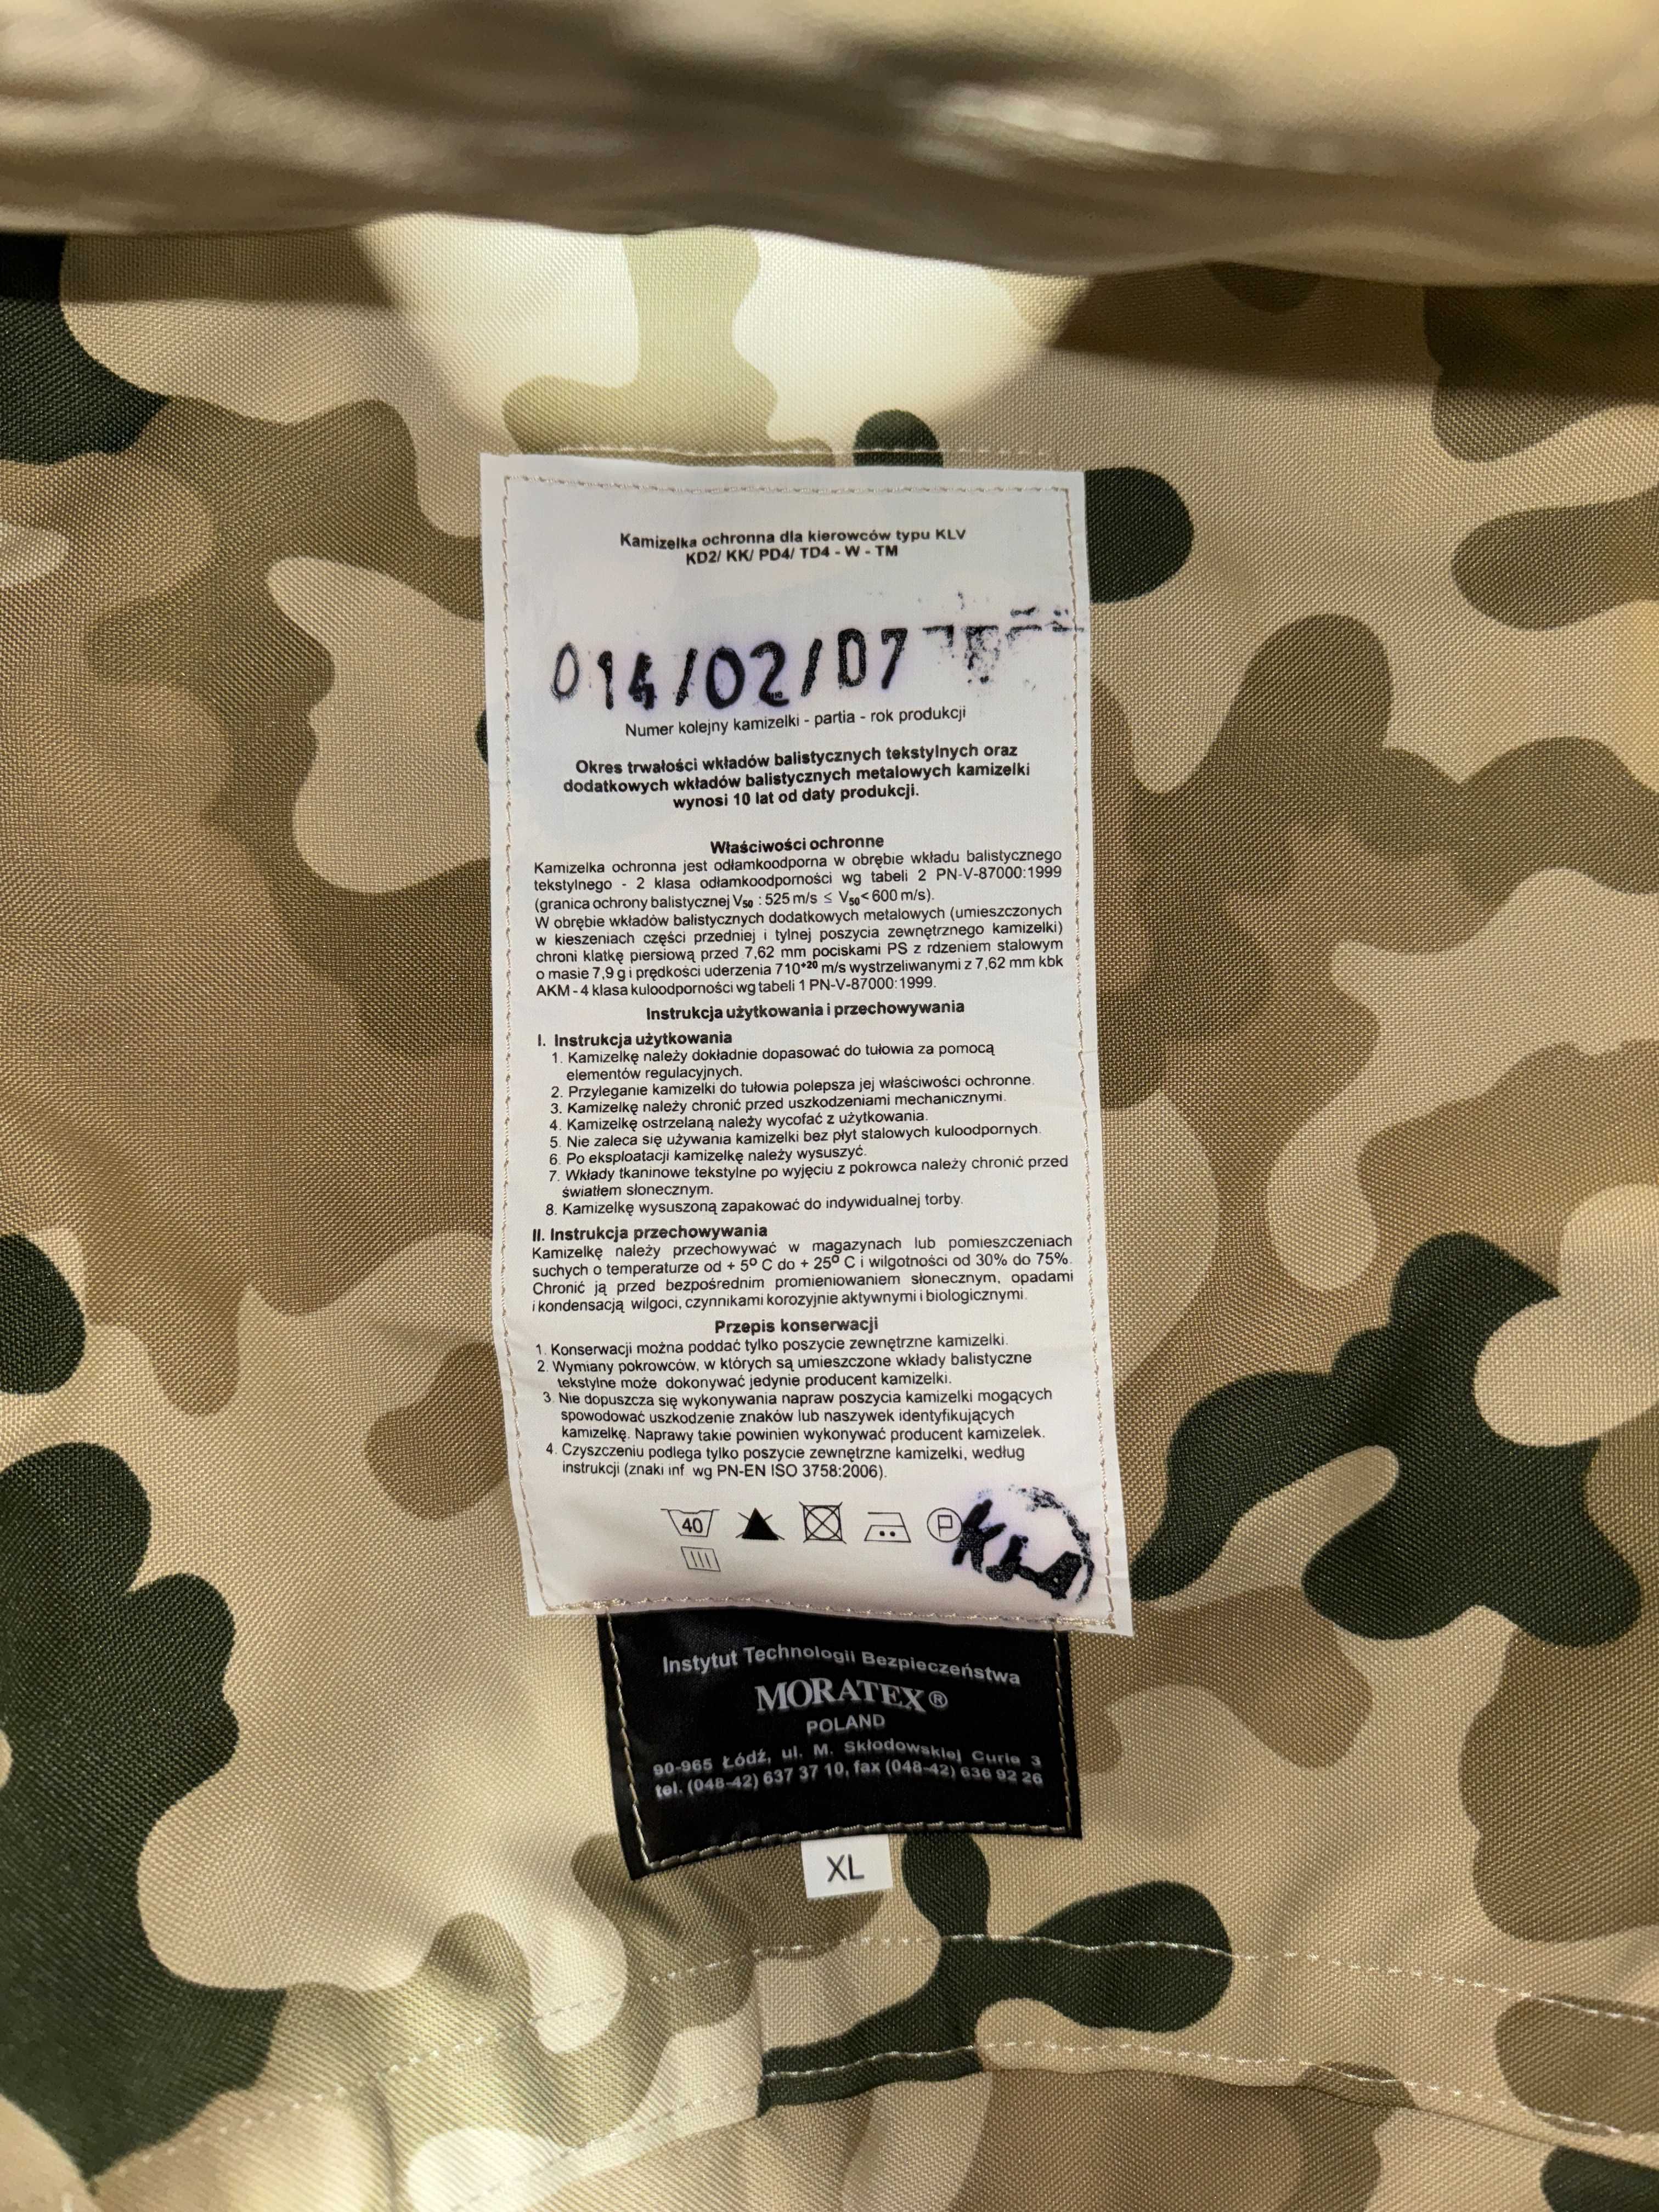 Kamizelka ochronna dla kierowców typu KLV
KD2/ KK/ PD4/ TD4 - W - TM
014/02/07
Numer kolejny kamizelki - partia - rok produkcji
Okres trwałości wkładów balistycznych tekstylnych oraz
dodatkowych wkładów balistycznych metalowych kamizelki
wynosi 10 lat od daty produkcji.
Właściwości ochronne
Kamizelka ochronna jest odłamkoodporna w obrębie wkładu balistycznego
tekstylnego - 2 klasa odłamkoodporności wg tabeli 2 PN-V-87000:1999
(granica ochrony balistycznej V50 : 525 m/s ≤ V50< 600 m/s).
W obrębie wkładów balistycznych dodatkowych metalowych (umieszczonych
w kieszeniach części przedniej i tylnej poszycia zewnętrznego kamizelki)
chroni klatkę piersiową przed 7,62 mm pociskami PS z rdzeniem stalowym
o masie 7,9 g i prędkości uderzenia 710+20 m/s wystrzeliwanymi z 7,62 mm kbk
AKM - 4 klasa kuloodporności wg tabeli 1 PN-V-87000:1999.
Instrukcja użytkowania i przechowywania
I. Instrukcja użytkowania
1. Kamizelkę należy dokładnie dopasować do tułowia za pomocą
elementów regulacyjnych.
2. Przyleganie kamizelki do tułowia polepsza jej właściwości ochronne.
3. Kamizelkę należy chronić przed uszkodzeniami mechanicznymi.
4. Kamizelkę ostrzelaną należy wycofać z użytkowania.
5. Nie zaleca się używania kamizelki bez płyt stalowych kuloodpornych.
6. Po eksploatacji kamizelkę należy wysuszyć.
7. Wkłady tkaninowe tekstylne po wyjęciu z pokrowca należy chronić przed
światłem słonecznym.
8. Kamizelkę wysuszoną zapakować do indywidualnej torby.
II. Instrukcja przechowywania
Kamizelkę należy przechowywać w magazynach lub pomieszczeniach
suchych o temperaturze od + 5º C do + 25º C i wilgotności od 30% do 75%.
Chronić ją przed bezpośrednim promieniowaniem słonecznym, opadami
i kondensacją wilgoci, czynnikami korozyjnie aktywnymi i biologicznymi.
Przepis konserwacji
1. Konserwacji można poddać tylko poszycie zewnętrzne kamizelki.
2. Wymiany pokrowców, w których są umieszczone wkłady balistyczne
tekstylne może dokonywać jedynie producent kamizelki.
3. Nie dopuszcza się wykonywania napraw poszycia kamizelki mogących
spowodować uszkodzenie znaków lub naszywek identyfikujących
kamizelkę. Naprawy takie powinien wykonywać producent kamizelek.
4. Czyszczeniu podlega tylko poszycie zewnętrzne kamizelki, według
instrukcji (znaki inf wg PN-EN ISO 3758:2006).
40 P
Instytut Technologii Bezpieczeństwa
MORATEX®
POLAND
90-965 Łódź, ul. M. Skłodowskiej Curie 3
tel. (048-42) 637 37 10, fax (048-42) 636 92 26
XL